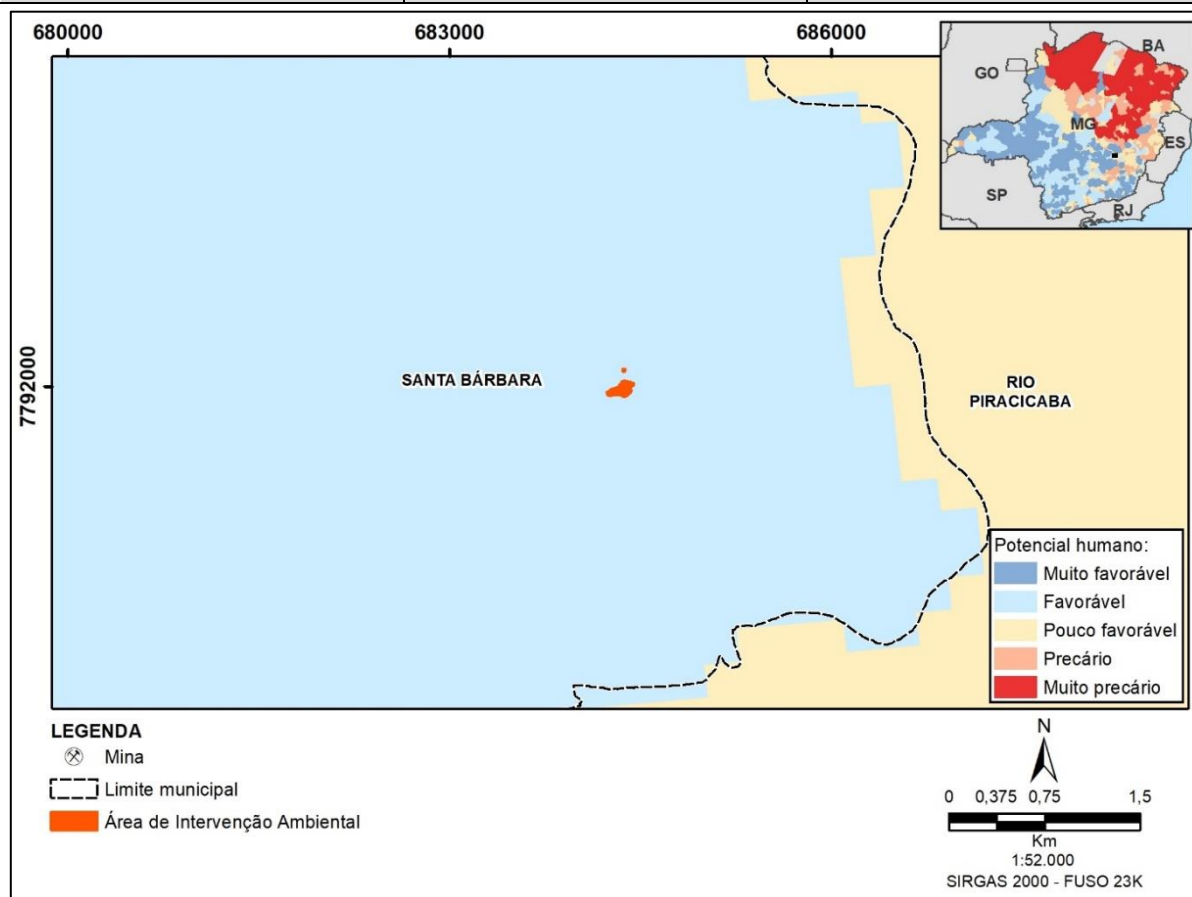 680000
683000
686000
BA
GO
MG
ES
SP
RJ
7792000
SANTA BÁRBARA
RIO
PIRACICABA
Potencial humano:
Muito favorável
Favorável
Pouco favorável
Precário
Muito precário
LEGENDA
Mina
Limite municipal
Área de Intervenção Ambiental
N
0 0,375 0,75 1,5
Km
1:52.000
SIRGAS 2000 - FUSO 23K